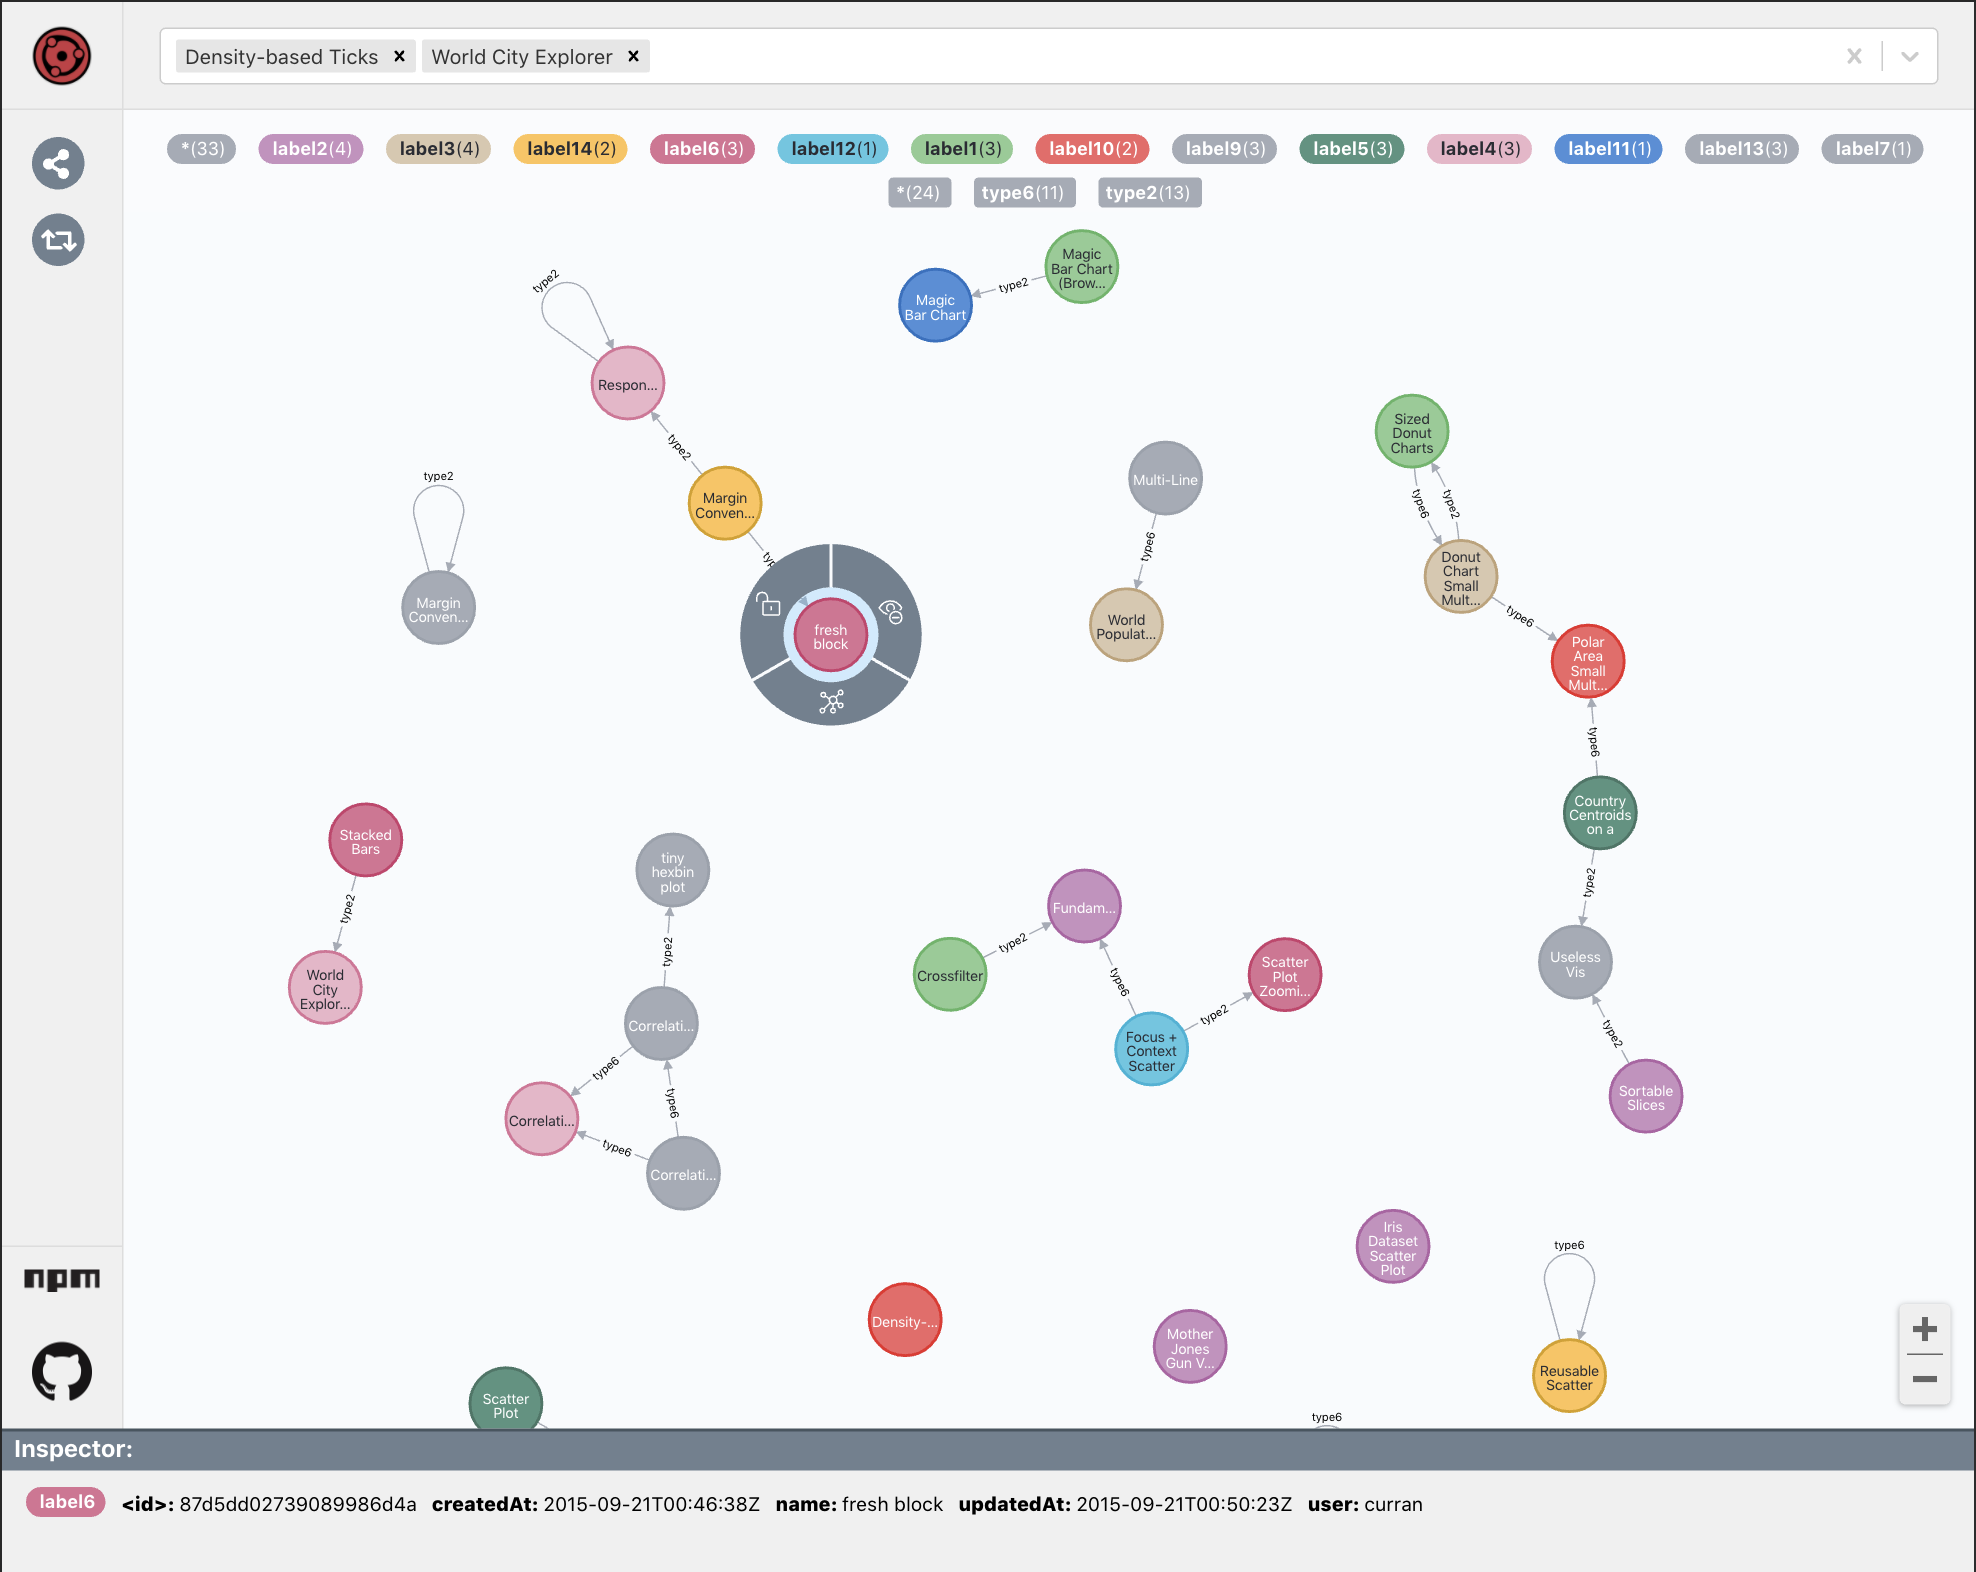 Density-based Ticks × World City Explorer ×
*(33) label2(4) label3(4) label14(2) label6(3) label12(1) label1(3) label10(2) label9(3) label5(3) label4(3) label11(1) label13(3) label7(1)
*(24) type6(11) type2(13)
Magic
Bar Chart
(Brow...
type2
Magic
Bar Chart
type2
Respon...
type2
Margin
Conven...
typ
fresh
block
type2
Margin
Conven...
Multi-Line
type6
World
Populat...
Sized
Donut
Charts
type6
type2
Donut
Chart
Small
Mult...
type6
Polar
Area
Small
Mult...
type6
Country
Centroids
on a
type2
Useless
Vis
type2
Sortable
Slices
Stacked
Bars
type2
World
City
Explor...
tiny
hexbin
plot
type2
Correlati...
type6
type6
Correlati...
type6
Correlati...
Fundam...
type2
Crossfilter
type6
Scatter
Plot
Zoomi...
type2
Focus +
Context
Scatter
Iris
Dataset
Scatter
Plot
type6
Reusable
Scatter
Density-...
Mother
Jones
Gun V...
Scatter
Plot
type6
npm
Inspector:
label6 <id>: 87d5dd02739089986d4a createdAt: 2015-09-21T00:46:38Z name: fresh block updatedAt: 2015-09-21T00:50:23Z user: curran